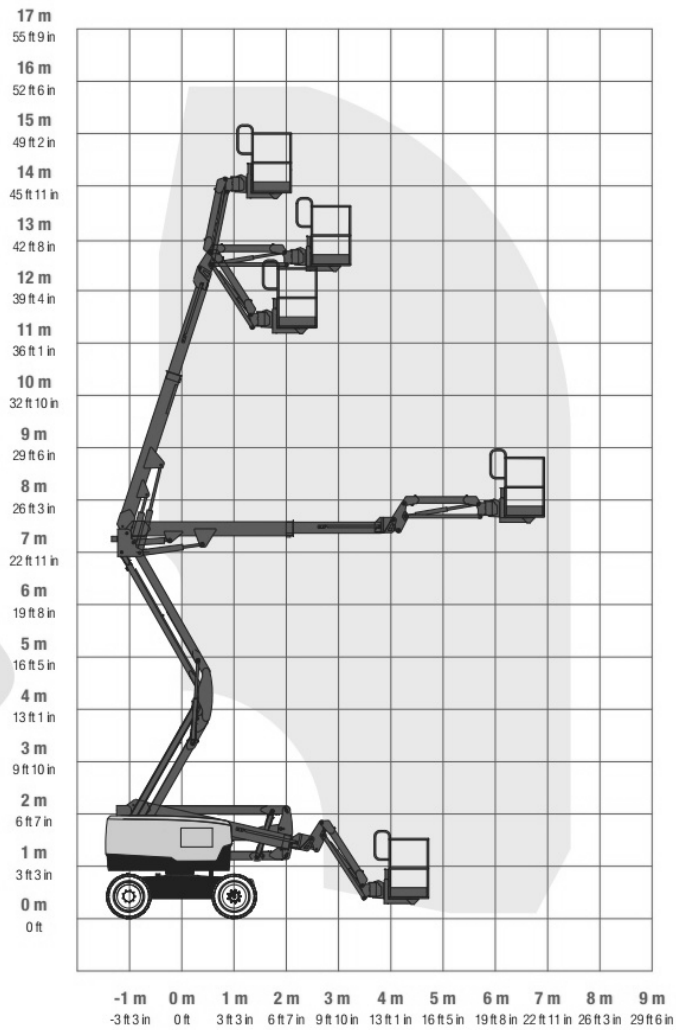 17 m
55 ft 9 in
16 m
52 ft 6 in
15 m
49 ft 2 in
14 m
45 ft 11 in
13 m
42 ft 8 in
12 m
39 ft 4 in
11 m
36 ft 1 in
10 m
32 ft 10 in
9 m
29 ft 6 in
8 m
26 ft 3 in
7 m
22 ft 11 in
6 m
19 ft 8 in
5 m
16 ft 5 in
4 m
13 ft 1 in
3 m
9 ft 10 in
2 m
6 ft 7 in
1 m
3 ft 3 in
0 m
0 ft
-1 m 0 m 1 m 2 m 3 m 4 m 5 m 6 m 7 m 8 m 9 m
-3 ft 3 in 0 ft 3 ft 3 in 6 ft 7 in 9 ft 10 in 13 ft 1 in 16 ft 5 in 19 ft 8 in 22 ft 11 in 26 ft 3 in 29 ft 6 in